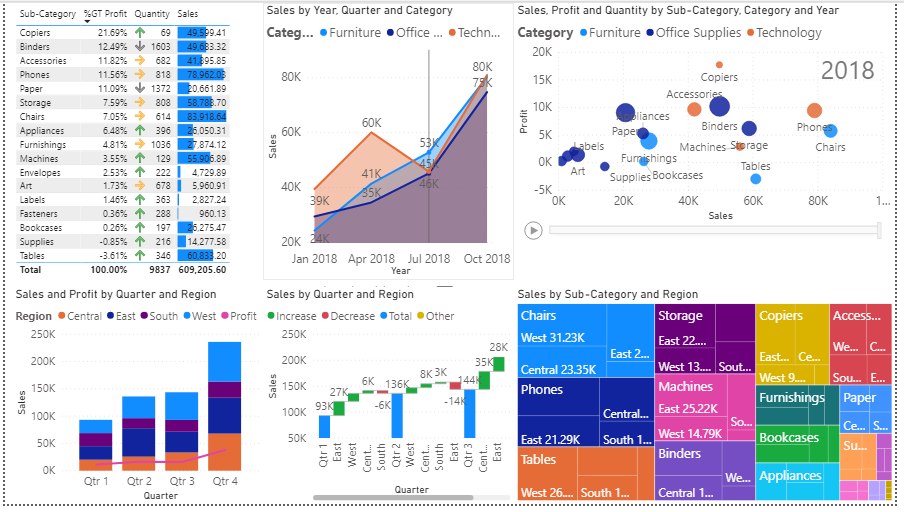 Sub-Category %GT Profit Quantity Sales
Copiers 21.69% 69 49,599.41
Binders 12.49% 1603 49,683.32
Accessories 11.82% 682 41,895.85
Phones 11.56% 818 78,962.03
Paper 11.09% 1372 20,661.89
Storage 7.59% 808 58,788.70
Chairs 7.05% 614 83,918.64
Appliances 6.48% 396 26,050.31
Furnishings 4.81% 1036 27,874.12
Machines 3.55% 129 55,906.89
Envelopes 2.53% 222 4,729.89
Art 1.73% 678 5,960.91
Labels 1.46% 363 2,827.24
Fasteners 0.36% 288 960.13
Bookcases 0.26% 197 26,275.47
Supplies -0.85% 216 14,277.58
Tables -3.61% 346 60,833.20
Total 100.00% 9837 609,205.60
Sales by Year, Quarter and Category
Categ... Furniture Office ... Techn...
80K
60K
40K
20K
Sales
80K
75K
60K
53K
45K
46K
41K
35K
39K
24K
Jan 2018 Apr 2018 Jul 2018 Oct 2018
Year
Sales, Profit and Quantity by Sub-Category, Category and Year
Category Furniture Office Supplies Technology
2018
20K
15K
10K
5K
0K
-5K
Profit
Copiers
Accessories
Appliances
Paper
Binders
Phones
Labels
Machines
Storage
Chairs
Furnishings
Tables
Art
Supplies
Bookcases
0K 20K 40K 60K 80K 1...
Sales
Sales and Profit by Quarter and Region
Region Central East South West Profit
250K
200K
150K
100K
50K
0K
Sales
Qtr 1 Qtr 2 Qtr 3 Qtr 4
Quarter
Sales by Quarter and Region
Increase Decrease Total Other
250K
200K
150K
100K
50K
Sales
93K
27K
6K
-6K
136K
8K
3K
-14K
144K
35K
28K
Qtr 1 East West Cent... South Qtr 2 West Cent... South East Qtr 3 Cent... East
Quarter
Sales by Sub-Category and Region
Chairs
West 31.23K
East 2...
Central 23.35K
Phones
Central...
East 21.29K
South 1...
Tables
West 26....
South 1...
Storage
East 22....
West 13....
Sout...
Machines
East 25.22K
So...
West 14.79K
Binders
We...
Central 1...
Copiers
East...
Ce...
West 9....
Access...
We...
C...
Sou...
E...
Furnishings
Bookcases
Appliances
Paper
Ce...
S...
Su...